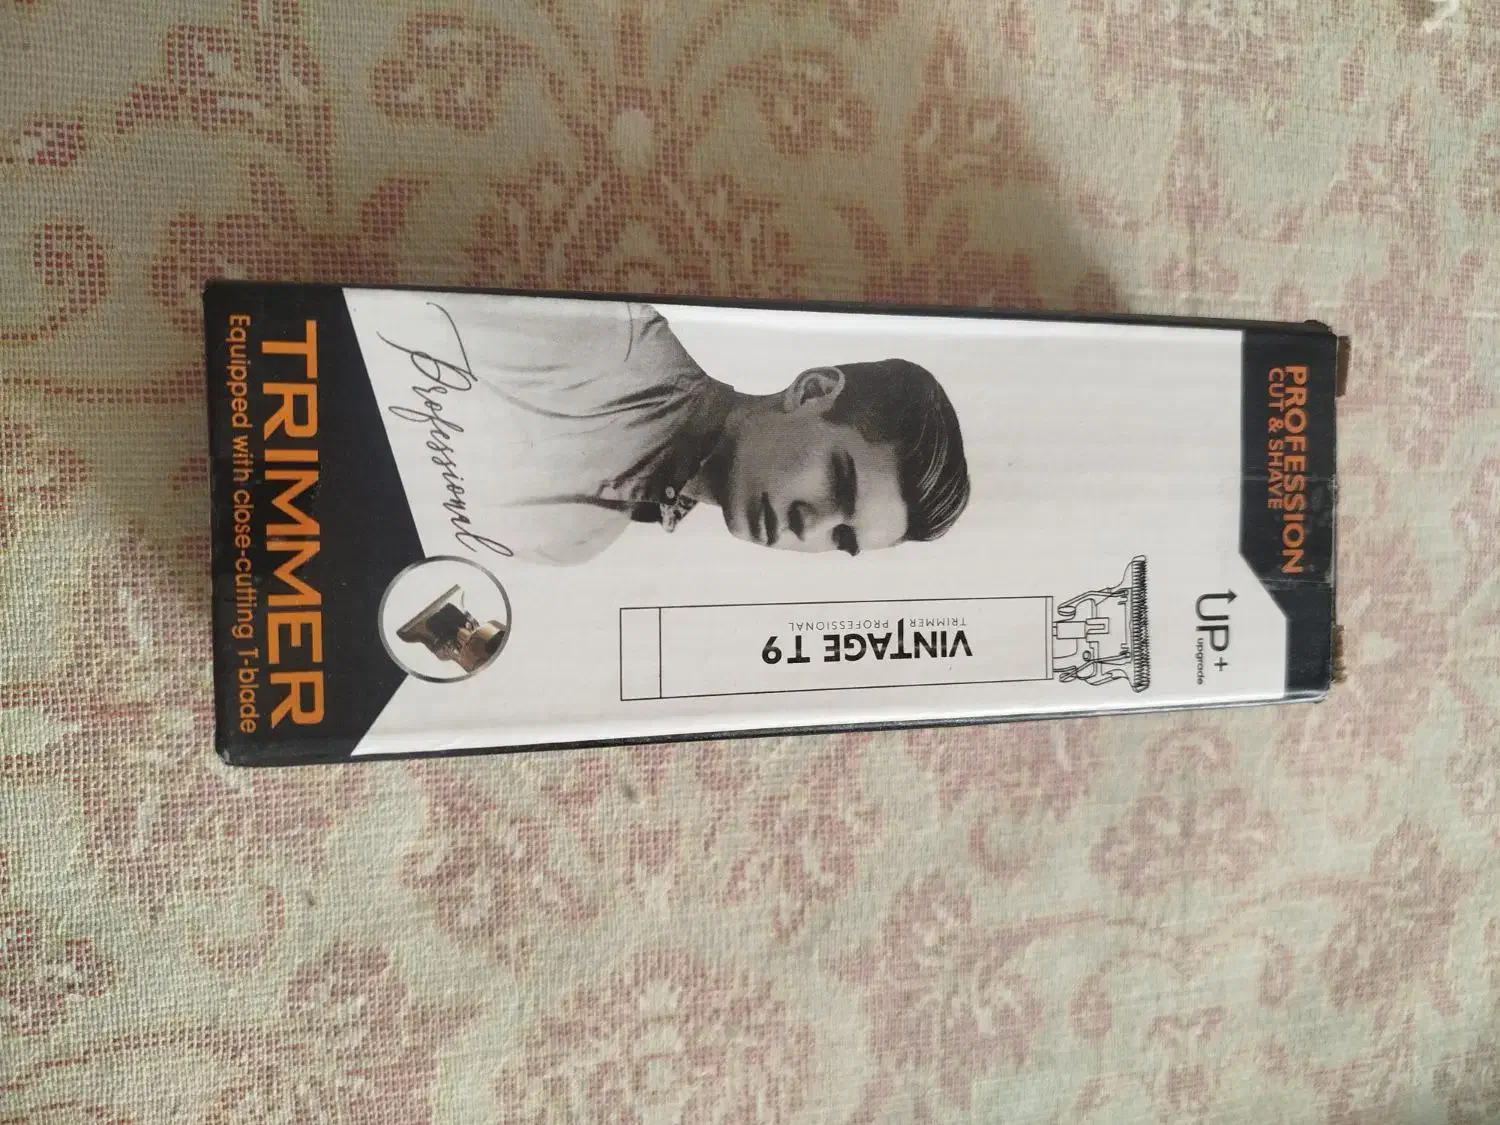 PROFESSION
CUT & SHAVE
UP+
upgrade
VINTAGE T9
TRIMMER PROFESSIONAL
Professional
TRIMMER
Equipped with close-cutting T-blade